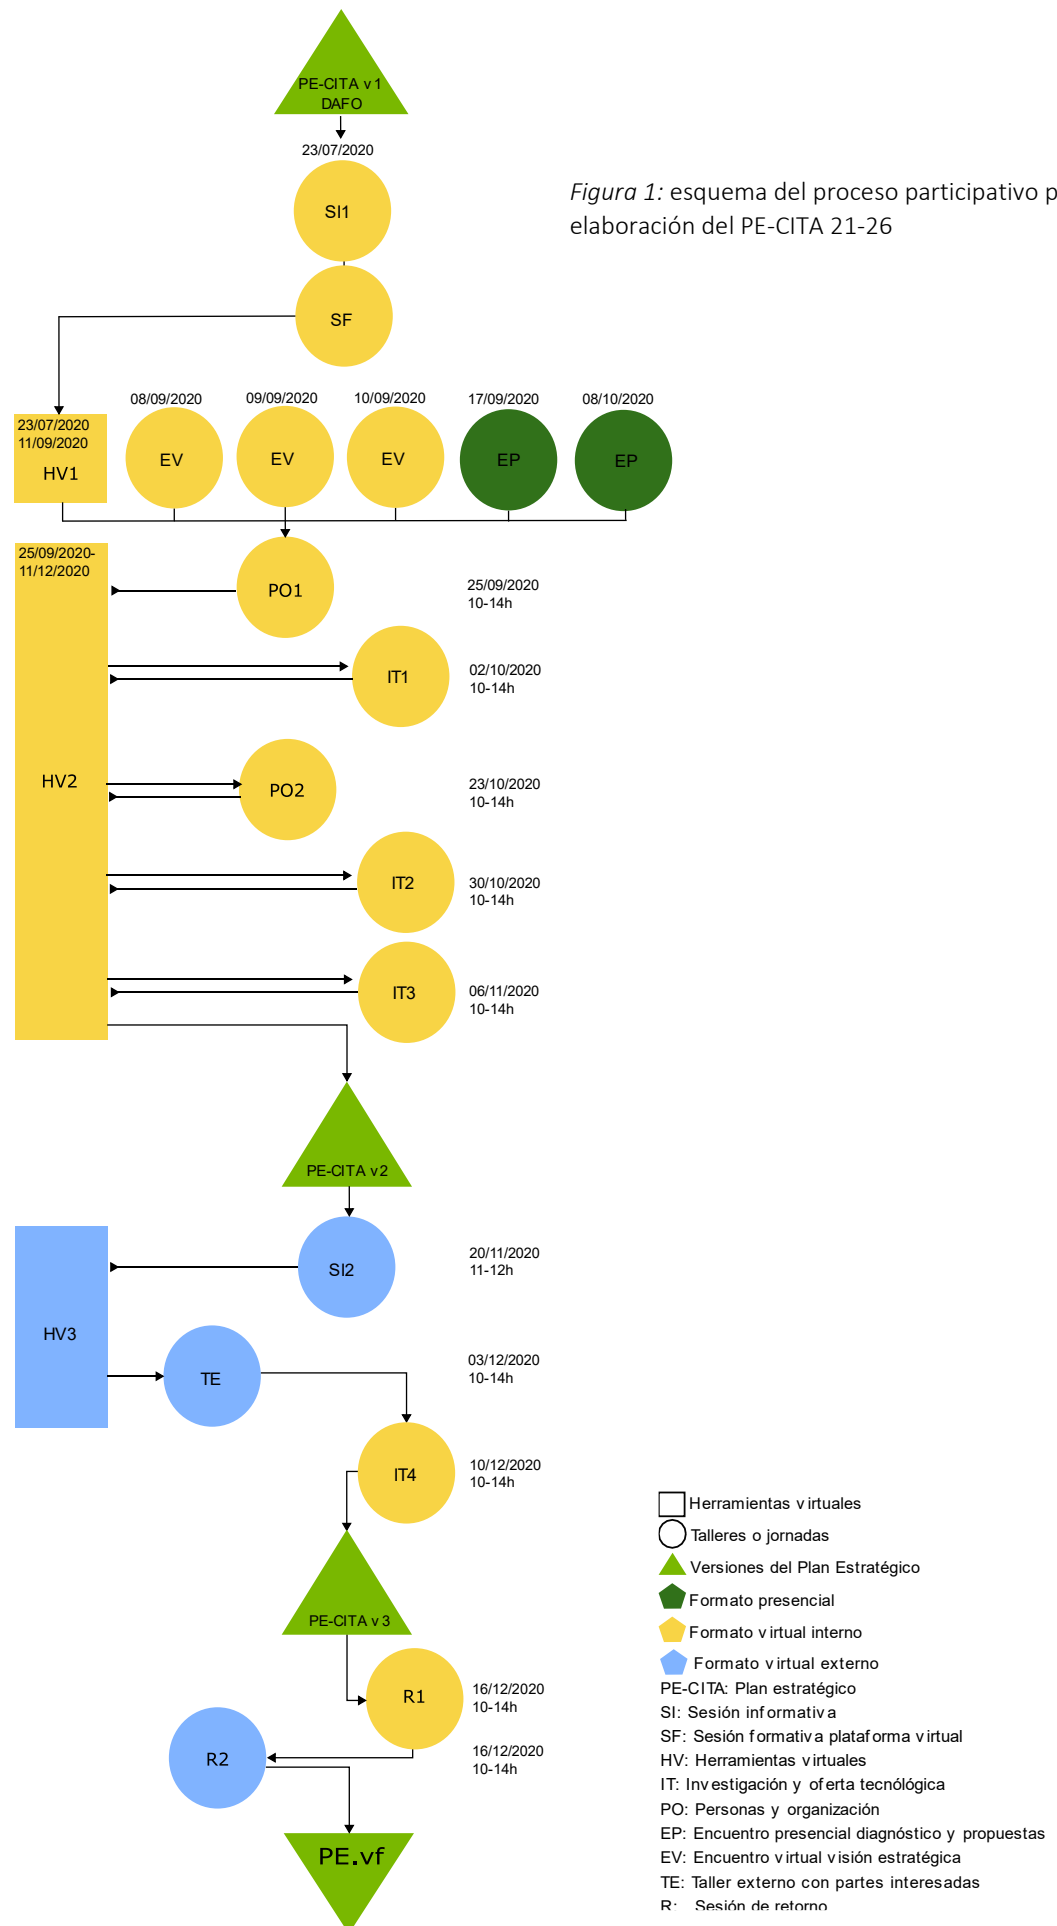 PE-CITA v1
DAFO
23/07/2020
SI1
Figura 1: esquema del proceso participativo p
elaboración del PE-CITA 21-26
SF
08/09/2020
09/09/2020
10/09/2020
17/09/2020
08/10/2020
23/07/2020
11/09/2020
HV1
EV
EV
EV
EP
EP
25/09/2020-
11/12/2020
PO1
25/09/2020
10-14h
IT1
02/10/2020
10-14h
HV2
PO2
23/10/2020
10-14h
IT2
30/10/2020
10-14h
IT3
06/11/2020
10-14h
PE-CITA v2
SI2
20/11/2020
11-12h
HV3
TE
03/12/2020
10-14h
IT4
10/12/2020
10-14h
PE-CITA v3
R1
16/12/2020
10-14h
R2
16/12/2020
10-14h
PE.vf
Herramientas virtuales
Talleres o jornadas
Versiones del Plan Estratégico
Formato presencial
Formato virtual interno
Formato virtual externo
PE-CITA: Plan estratégico
SI: Sesión informativa
SF: Sesión formativa plataforma virtual
HV: Herramientas virtuales
IT: Investigación y oferta tecnólógica
PO: Personas y organización
EP: Encuentro presencial diagnóstico y propuestas
EV: Encuentro virtual visión estratégica
TE: Taller externo con partes interesadas
R: Sesión de retorno